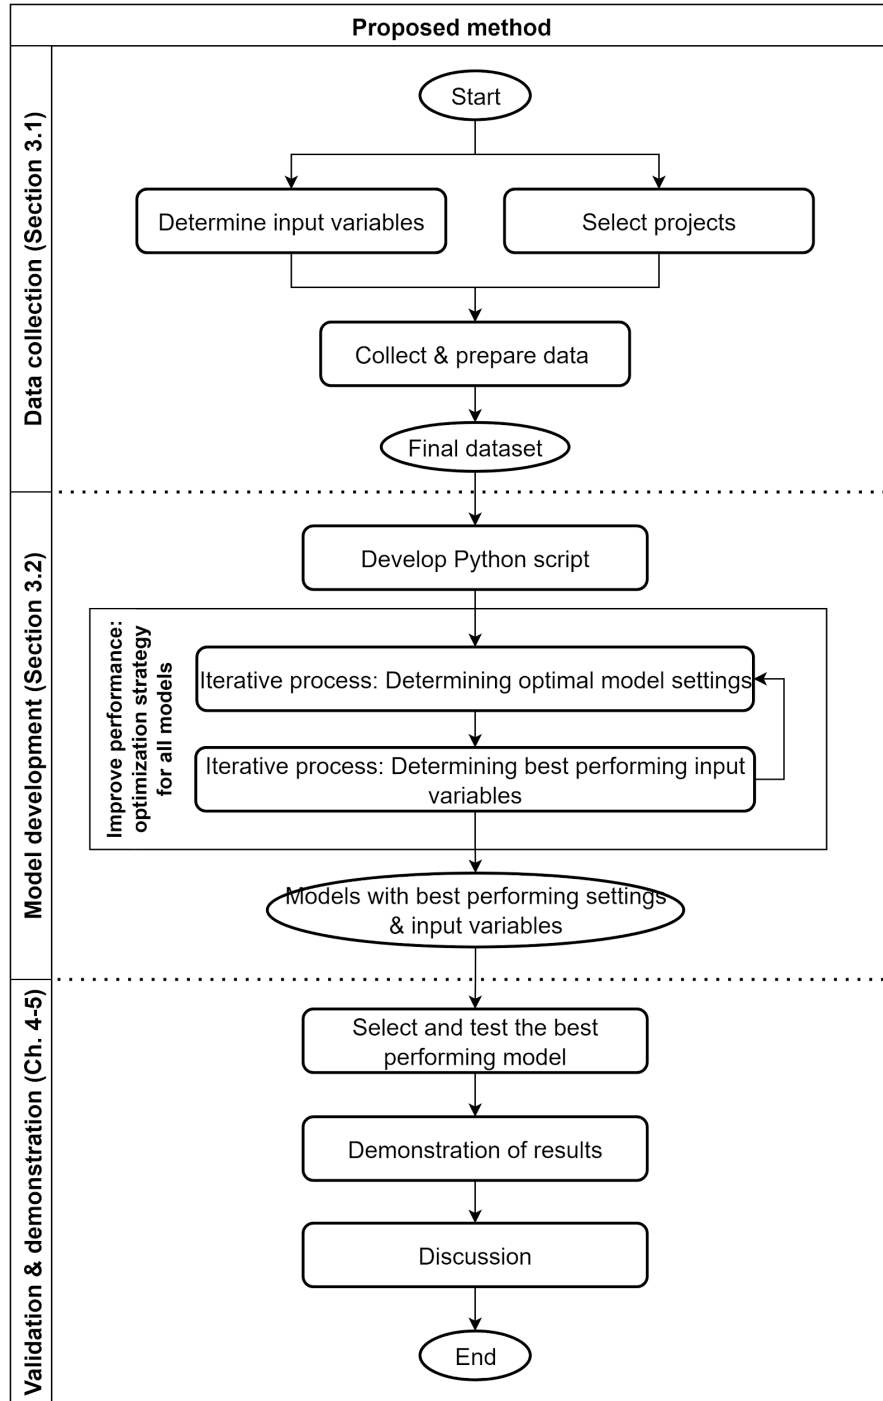 Proposed method
Data collection (Section 3.1)
Start
Determine input variables
Select projects
Collect & prepare data
Final dataset
Model development (Section 3.2)
Develop Python script
Improve performance:
optimization strategy
for all models
Iterative process: Determining optimal model settings
Iterative process: Determining best performing input
variables
Models with best performing settings
& input variables
Validation & demonstration (Ch. 4-5)
Select and test the best
performing model
Demonstration of results
Discussion
End